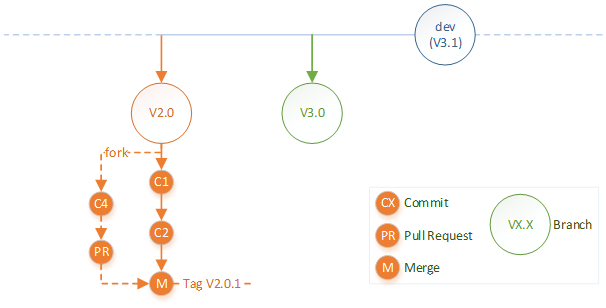 dev
(V3.1)
V2.0
V3.0
fork
C1
C4
C2
PR
M
Tag V2.0.1
CX Commit
PR Pull Request
M Merge
VX.X
Branch